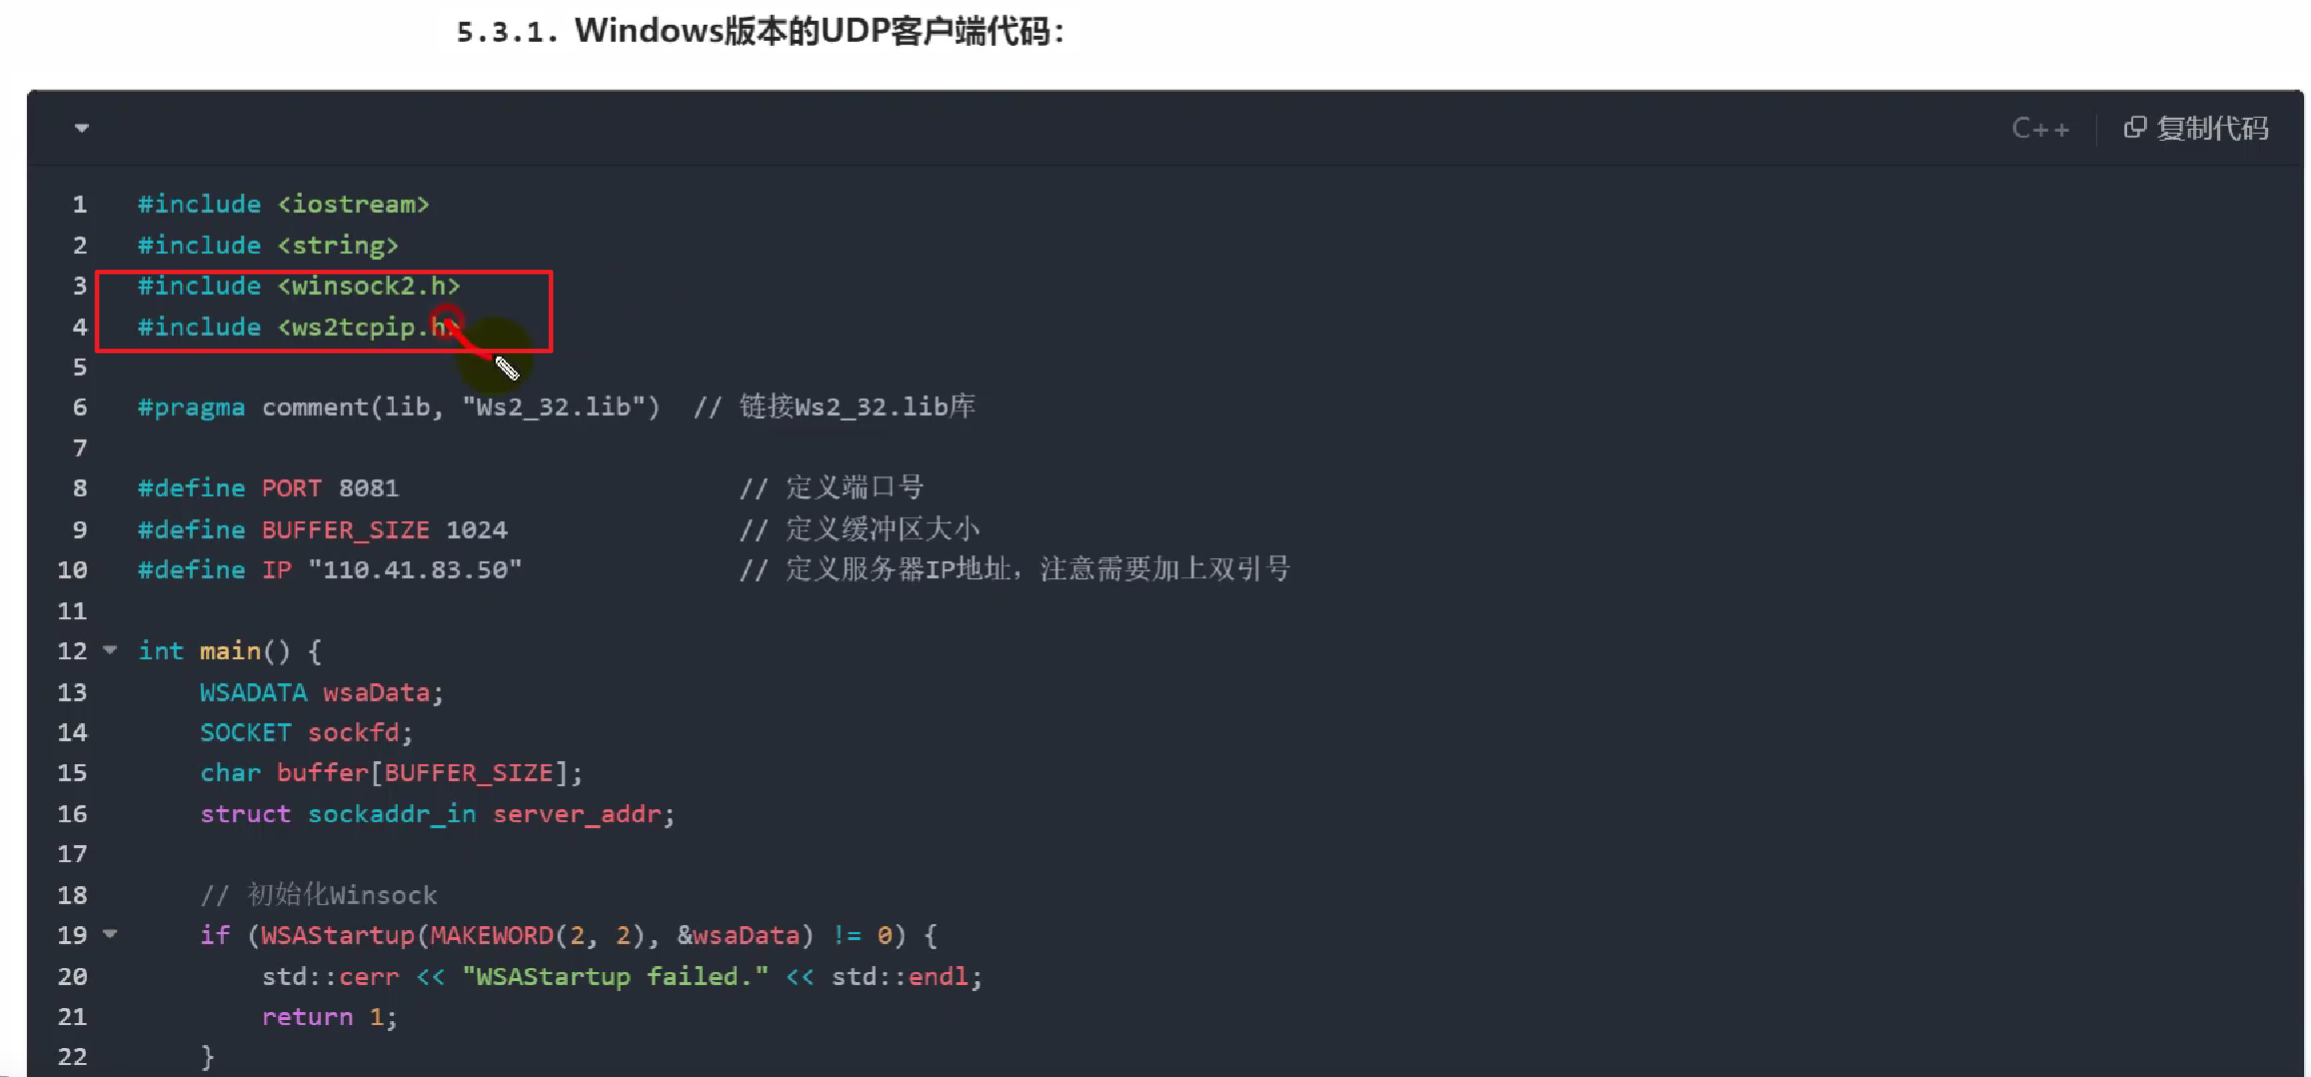 5.3.1. Windows版本的UDP客户端代码:
C++ 复制代码
1 #include <iostream>
2 #include <string>
3 #include <winsock2.h>
4 #include <ws2tcpip.h>
5
6 #pragma comment(lib, "Ws2_32.lib") // 链接Ws2_32.lib库
7
8 #define PORT 8081 // 定义端口号
9 #define BUFFER_SIZE 1024 // 定义缓冲区大小
10 #define IP "110.41.83.50" // 定义服务器IP地址，注意需要加上双引号
11
12 int main() {
13 WSADATA wsaData;
14 SOCKET sockfd;
15 char buffer[BUFFER_SIZE];
16 struct sockaddr_in server_addr;
17
18 // 初始化Winsock
19 if (WSAStartup(MAKEWORD(2, 2), &wsaData) != 0) {
20 std::cerr << "WSAStartup failed." << std::endl;
21 return 1;
22 }